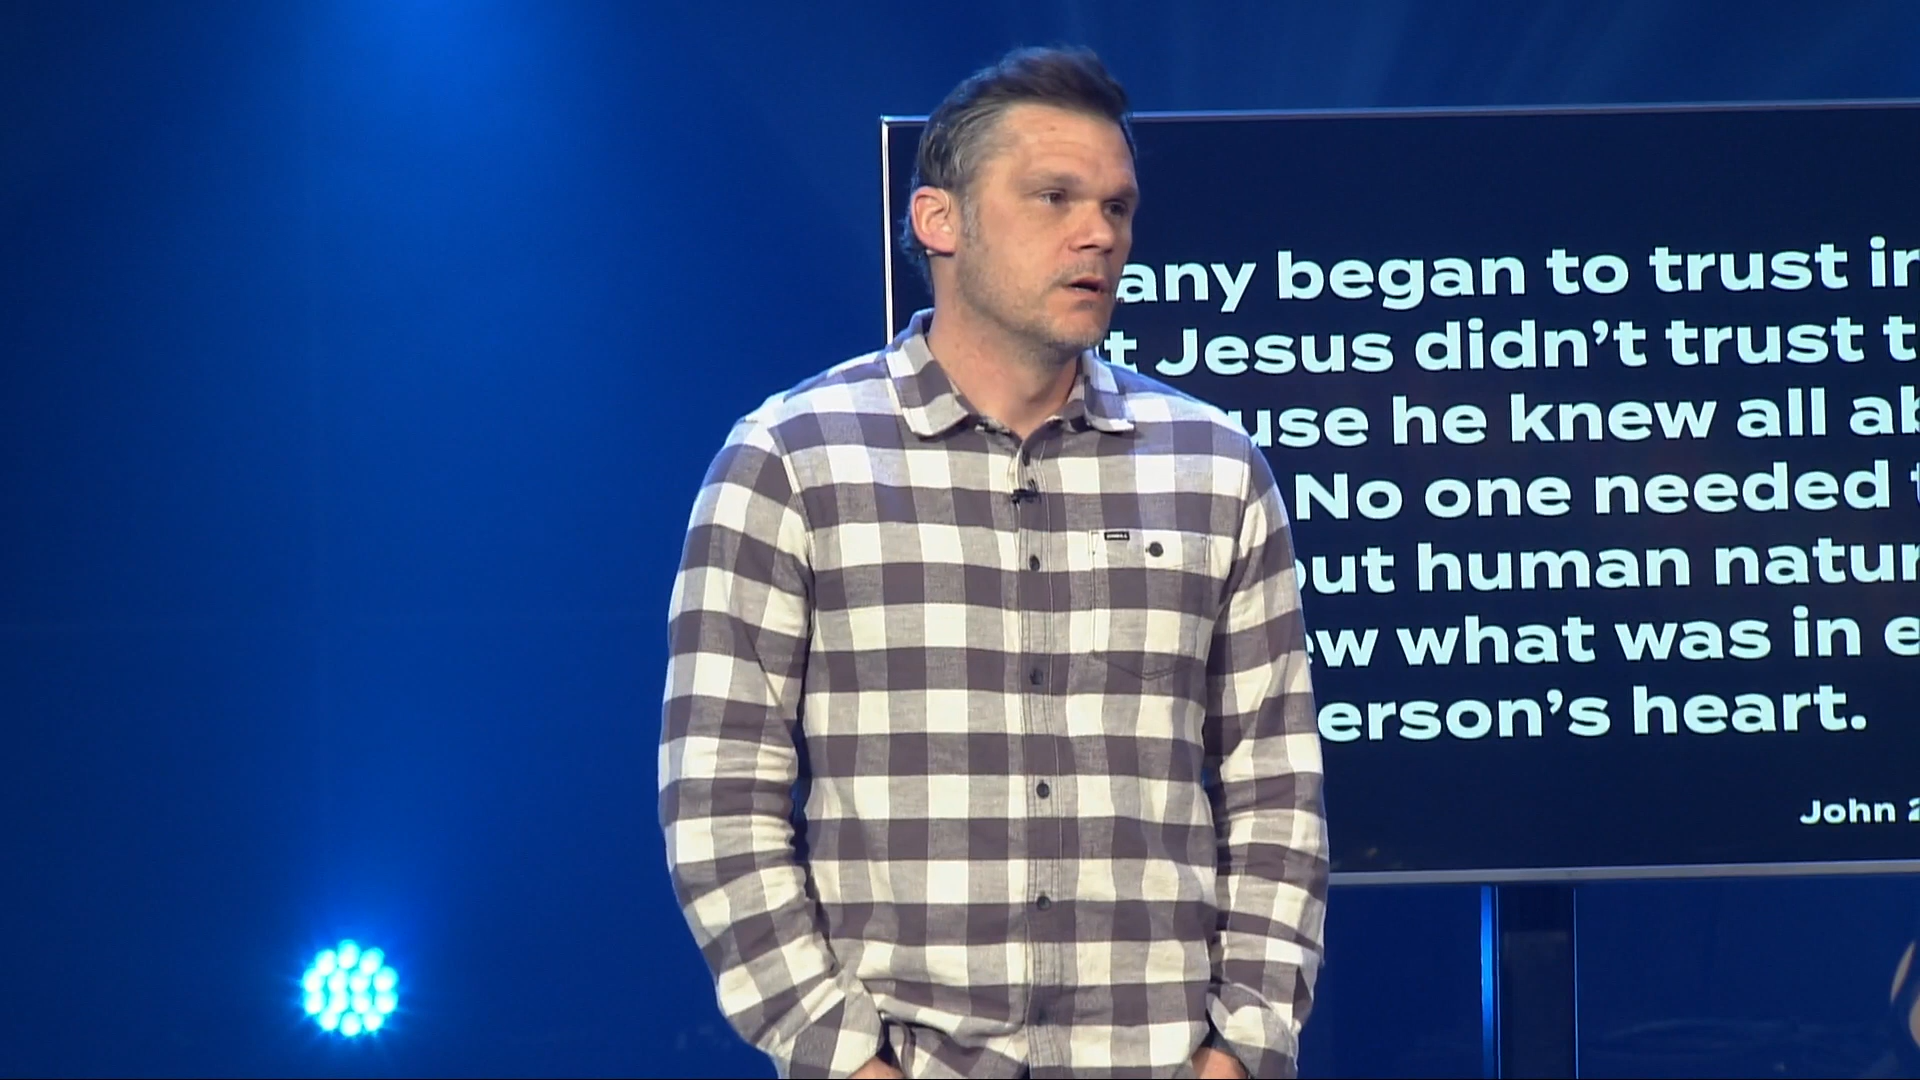 any began to trust in
t Jesus didn't trust t
use he knew all ab
No one needed t
out human natur
ew what was in e
erson's heart.
John 2